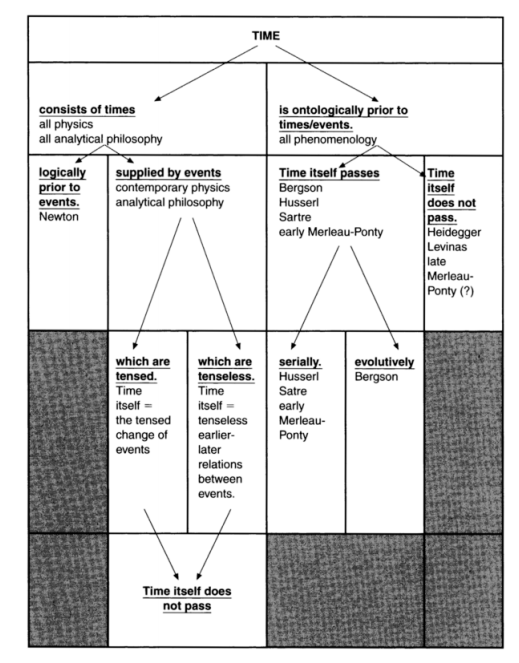 TIME
consists of times
all physics
all analytical philosophy
is ontologically prior to
times/events.
all phenomenology
logically
prior to
events.
Newton
supplied by events
contemporary physics
analytical philosophy
Time itself passes
Bergson
Husserl
Sartre
early Merleau-Ponty
Time
itself
does not
pass.
Heidegger
Levinas
late
Merleau-
Ponty (?)
which are
tensed.
Time
itself =
the tensed
change of
events
which are
tenseless.
Time
itself =
tenseless
earlier-
later
relations
between
events.
serially.
Husserl
Satre
early
Merleau-
Ponty
evolutively
Bergson
Time itself does
not pass